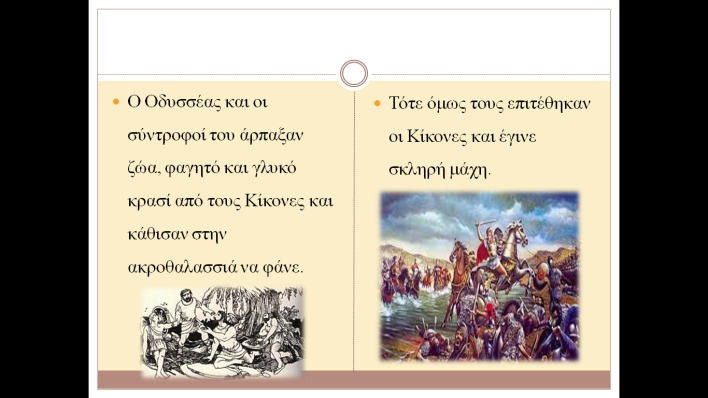 Ο Οδυσσέας και οι
σύντροφοί του άρπαξαν
ζώα, φαγητό και γλυκό
κρασί από τους Κίκονες και
κάθισαν στην
ακροθαλασσιά να φάνε.
Τότε όμως τους επιτέθηκαν
οι Κίκονες και έγινε
σκληρή μάχη.